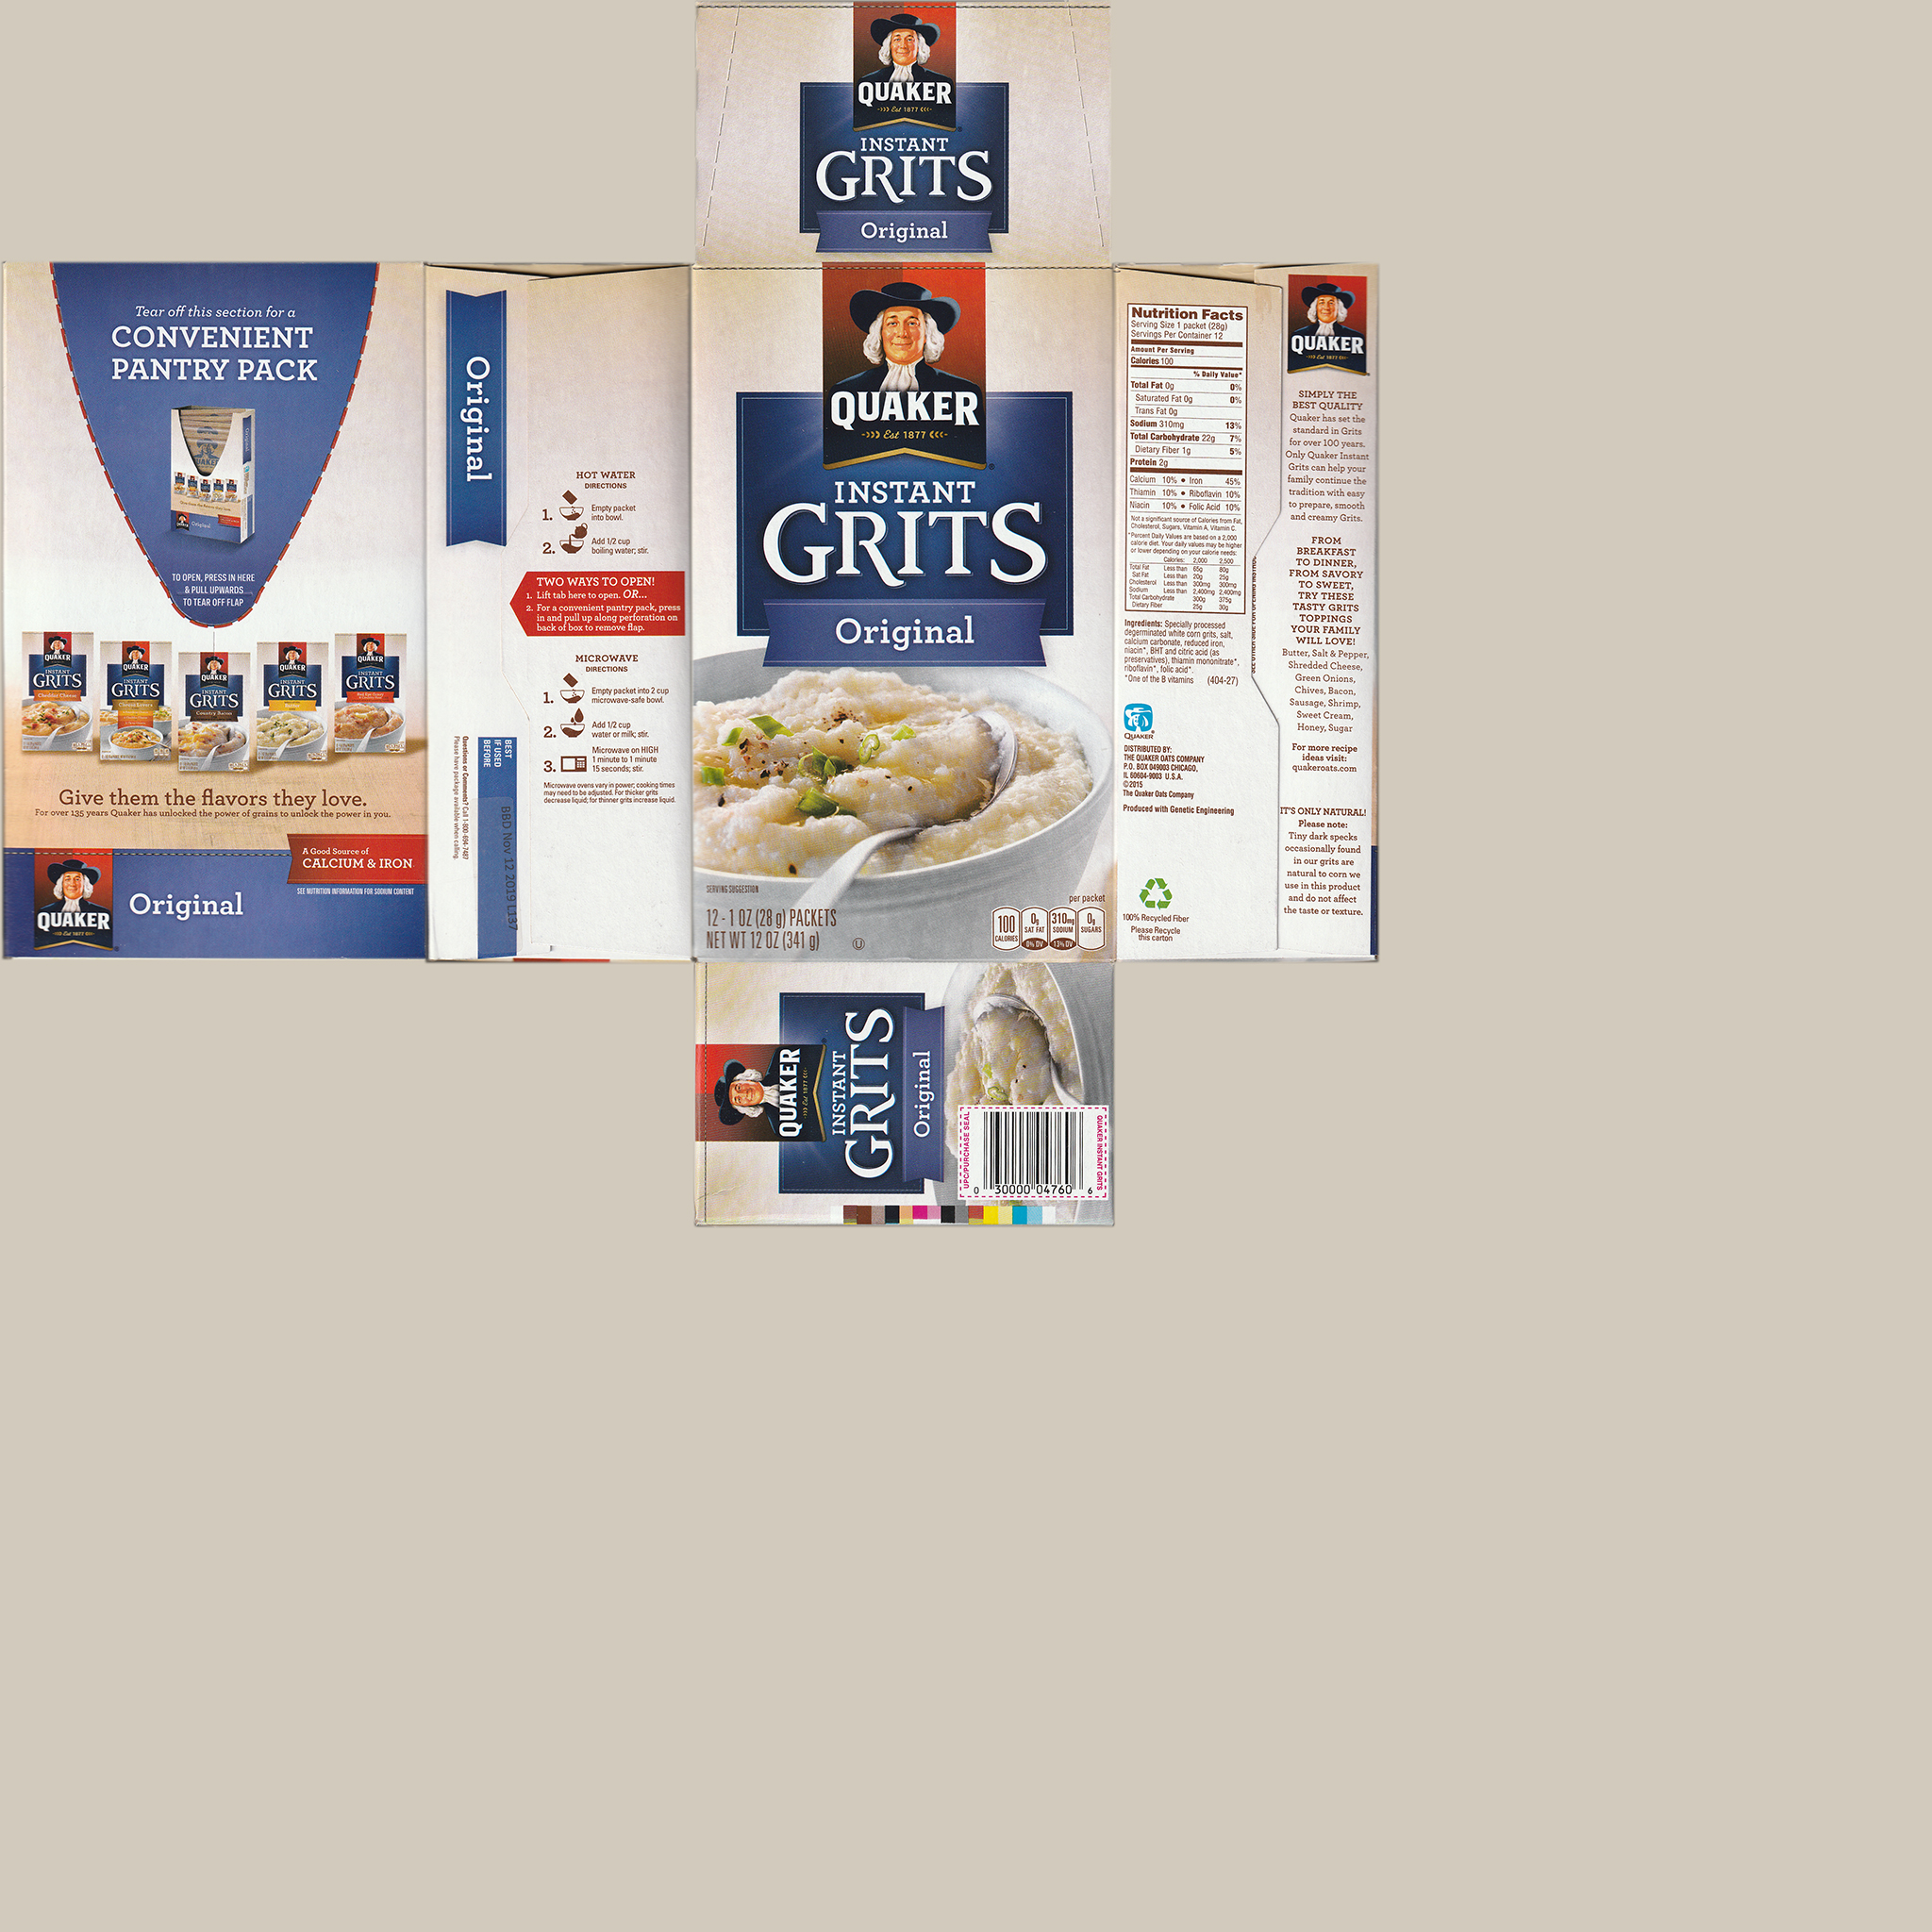 QUAKER
Est 1877
INSTANT
GRITS
Original
Tear off this section for a
CONVENIENT
PANTRY PACK
TO OPEN, PRESS IN HERE
& PULL UPWARDS
TO TEAR OFF FLAP
QUAKER
INSTANT
GRITS
Cheddar Cheese
QUAKER
INSTANT
GRITS
QUAKER
INSTANT
GRITS
Country Bacon
QUAKER
INSTANT
GRITS
Butter
QUAKER
INSTANT
GRITS
Give them the flavors they love.
For over 135 years Quaker has unlocked the power of grains to unlock the power in you.
A Good Source of
CALCIUM & IRON
SEE NUTRITION INFORMATION FOR SODIUM CONTENT
QUAKER
Est 1877
Original
Original
HOT WATER
DIRECTIONS
1. Empty packet
into bowl.
2. Add 1/2 cup
boiling water; stir.
TWO WAYS TO OPEN!
1. Lift tab here to open. OR...
2. For a convenient pantry pack, press
in and pull up along perforation on
back of box to remove flap.
MICROWAVE
DIRECTIONS
1. Empty packet into 2 cup
microwave-safe bowl.
2. Add 1/2 cup
water or milk; stir.
3. Microwave on HIGH
1 minute to 1 minute
15 seconds; stir.
Microwave ovens vary in power; cooking times
may need to be adjusted. For thicker grits
decrease liquid; for thinner grits increase liquid.
BEST
IF USED
BEFORE
BBD Nov 12 2019 L137
Questions or Comments? Call 1-800-694-7487
Please have package available when calling.
QUAKER
Est 1877
INSTANT
GRITS
Original
SERVING SUGGESTION
12 - 1 OZ (28 g) PACKETS
NET WT 12 OZ (341 g)
U
per packet
100
CALORIES
0g
SAT FAT
0% DV
310mg
SODIUM
13% DV
0g
SUGARS
Nutrition Facts
Serving Size 1 packet (28g)
Servings Per Container 12
Amount Per Serving
Calories 100
% Daily Value*
Total Fat 0g 0%
Saturated Fat 0g 0%
Trans Fat 0g
Sodium 310mg 13%
Total Carbohydrate 22g 7%
Dietary Fiber 1g 5%
Protein 2g
Calcium 10% • Iron 45%
Thiamin 10% • Riboflavin 10%
Niacin 10% • Folic Acid 10%
Not a significant source of Calories from Fat,
Cholesterol, Sugars, Vitamin A, Vitamin C.
*Percent Daily Values are based on a 2,000
calorie diet. Your daily values may be higher
or lower depending on your calorie needs:
Calories: 2,000 2,500
Total Fat Less than 65g 80g
Sat Fat Less than 20g 25g
Cholesterol Less than 300mg 300mg
Sodium Less than 2,400mg 2,400mg
Total Carbohydrate 300g 375g
Dietary Fiber 25g 30g
Ingredients: Specially processed
degerminated white corn grits, salt,
calcium carbonate, reduced iron,
niacin*, BHT and citric acid (as
preservatives), thiamin mononitrate*,
riboflavin*, folic acid*.
*One of the B vitamins (404-27)
QUAKER
DISTRIBUTED BY:
THE QUAKER OATS COMPANY
P.O. BOX 049003 CHICAGO,
IL 60604-9003 U.S.A.
©2015
The Quaker Oats Company
Produced with Genetic Engineering
100% Recycled Fiber
Please Recycle
this carton
QUAKER
Est 1877
SIMPLY THE
BEST QUALITY
Quaker has set the
standard in Grits
for over 100 years.
Only Quaker Instant
Grits can help your
family continue the
tradition with easy
to prepare, smooth
and creamy Grits.
FROM
BREAKFAST
TO DINNER,
FROM SAVORY
TO SWEET,
TRY THESE
TASTY GRITS
TOPPINGS
YOUR FAMILY
WILL LOVE!
Butter, Salt & Pepper,
Shredded Cheese,
Green Onions,
Chives, Bacon,
Sausage, Shrimp,
Sweet Cream,
Honey, Sugar
For more recipe
ideas visit:
quakeroats.com
IT'S ONLY NATURAL!
Please note:
Tiny dark specks
occasionally found
in our grits are
natural to corn we
use in this product
and do not affect
the taste or texture.
QUAKER
Est 1877
INSTANT
GRITS
Original
UPC/PURCHASE SEAL
QUAKER INSTANT GRITS
0 30000 04760 6